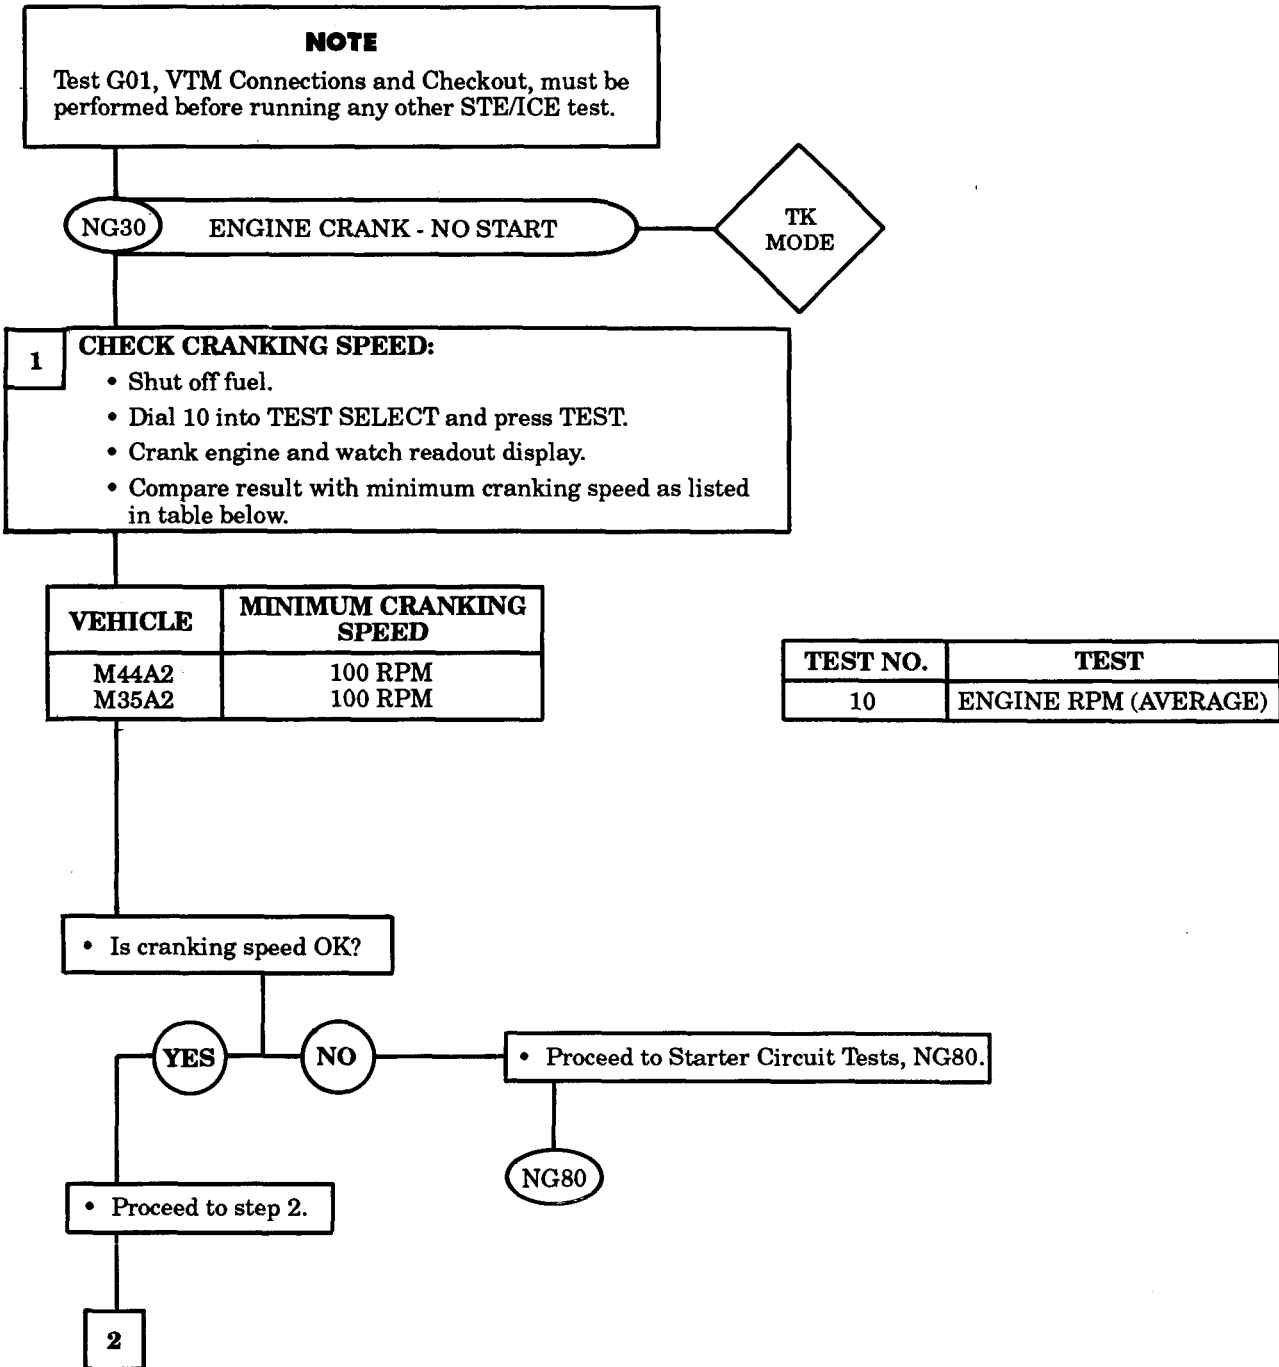 NOTE
Test G01, VTM Connections and Checkout, must be
performed before running any other STE/ICE test.
NG30
ENGINE CRANK - NO START
TK
MODE
1
CHECK CRANKING SPEED:
• Shut off fuel.
• Dial 10 into TEST SELECT and press TEST.
• Crank engine and watch readout display.
• Compare result with minimum cranking speed as listed
in table below.
VEHICLE
MINIMUM CRANKING
SPEED
M44A2 100 RPM
M35A2 100 RPM
TEST NO. TEST
10 ENGINE RPM (AVERAGE)
• Is cranking speed OK?
YES
NO
• Proceed to Starter Circuit Tests, NG80.
NG80
• Proceed to step 2.
2